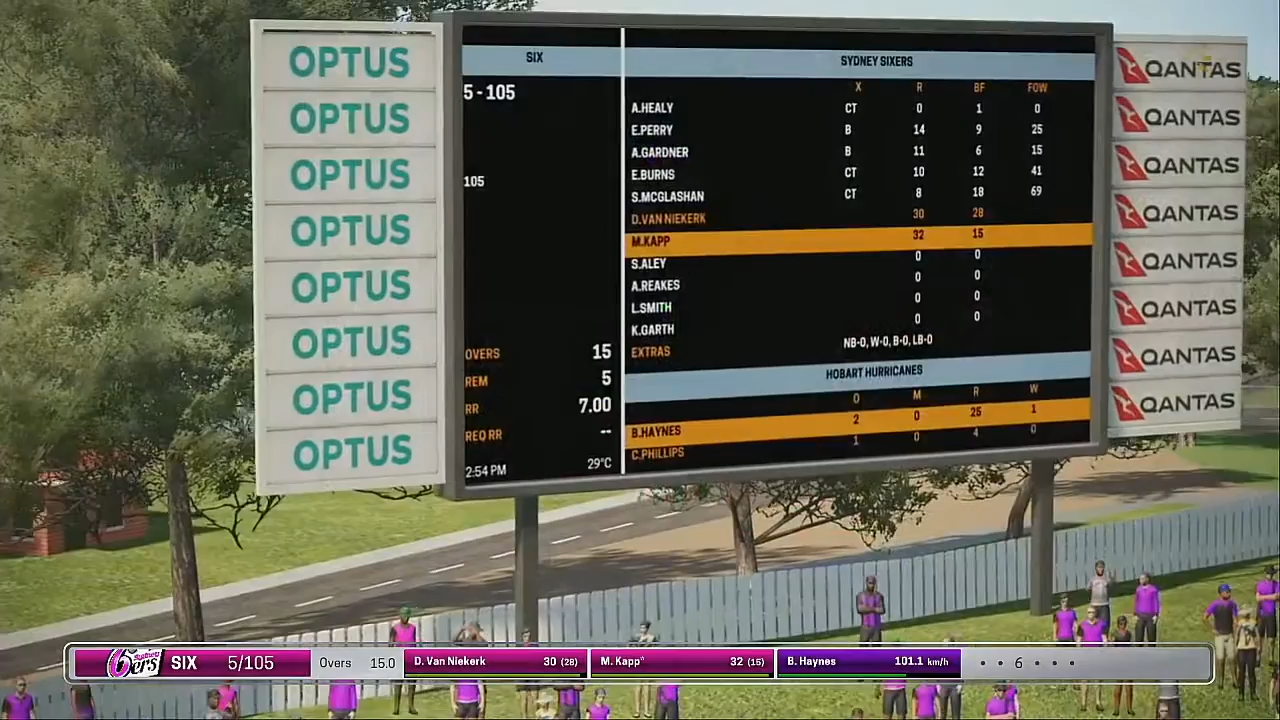 OPTUS
OPTUS
OPTUS
OPTUS
OPTUS
OPTUS
OPTUS
OPTUS
SIX
5 - 105
105
OVERS 15
REM 5
RR 7.00
REQ RR --
2:54 PM 29°C
SYDNEY SIXERS
X R BF FOW
A.HEALY CT 0 1 0
E.PERRY B 14 9 25
A.GARDNER B 11 6 15
E.BURNS CT 10 12 41
S.MCGLASHAN CT 8 18 69
D.VAN NIEKERK 30 28
M.KAPP 32 15
S.ALEY 0 0
A.REAKES 0 0
L.SMITH 0 0
K.GARTH 0 0
EXTRAS NB-0, W-0, B-0, LB-0
HOBART HURRICANES
O M R W
B.HAYNES 2 0 25 1
C.PHILLIPS 1 0 4 0
QANTAS
QANTAS
QANTAS
QANTAS
QANTAS
QANTAS
QANTAS
QANTAS
Sydney 6ers SIX 5/105 Overs 15.0 D. Van Niekerk 30 (28) M. Kapp* 32 (15) B. Haynes 101.1 km/h • • 6 • • •